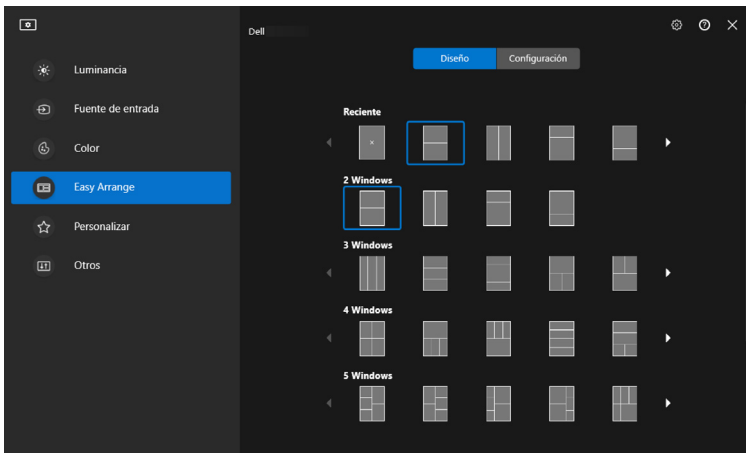 Dell
Diseño Configuración
Luminancia
Fuente de entrada
Color
Easy Arrange
Personalizar
Otros
Reciente
2 Windows
3 Windows
4 Windows
5 Windows